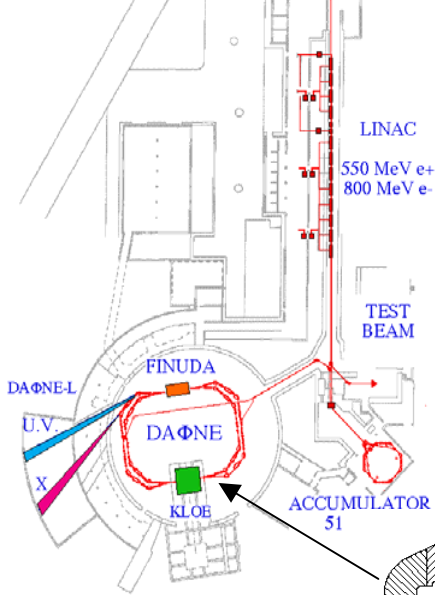 LINAC
550 MeV e+
800 MeV e-
TEST
BEAM
FINUDA
DAΦNE-L
U.V.
DAΦNE
X
KLOE
ACCUMULATOR
51